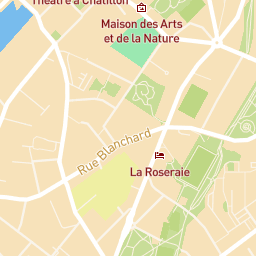 Théâtre à Châtillon
Maison des Arts
et de la Nature
Rue Blanchard
La Roseraie